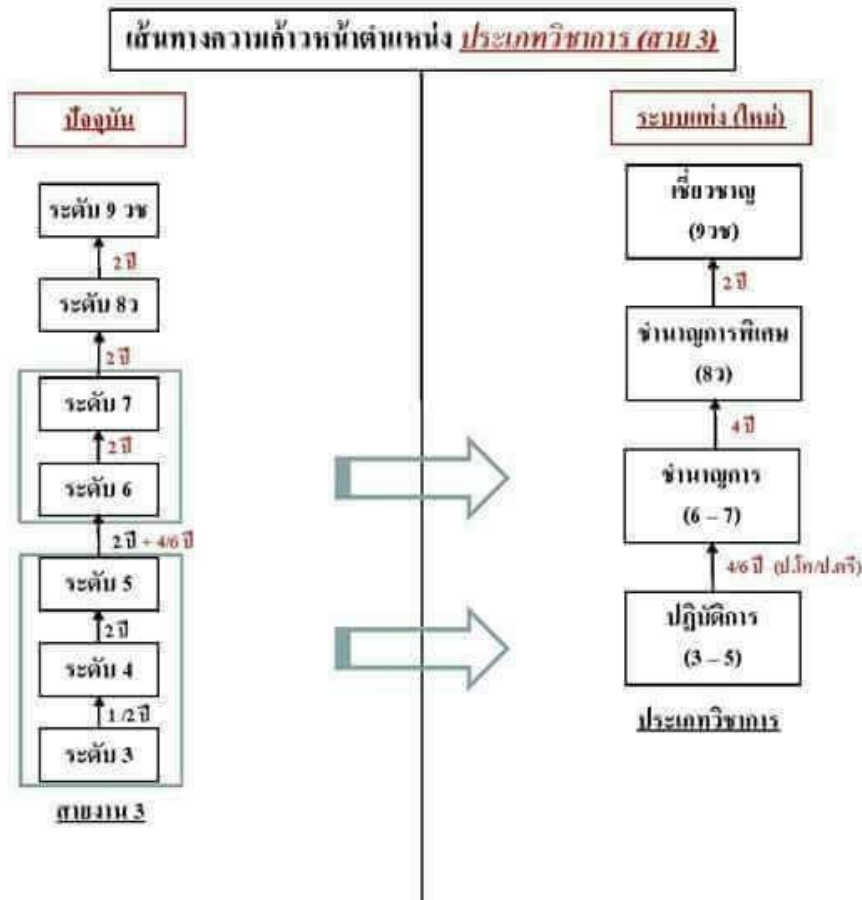 เส้นทางความก้าวหน้าตำแหน่ง ประเภทวิชาการ (สาย 3)
ปัจจุบัน
ระดับ 9 วช
2 ปี
ระดับ 8ว
2 ปี
ระดับ 7
2 ปี
ระดับ 6
2 ปี + 4/6 ปี
ระดับ 5
2 ปี
ระดับ 4
1 /2 ปี
ระดับ 3
สายงาน 3
ระบบแท่ง (ใหม่)
เชี่ยวชาญ
(9วช)
2 ปี
ชำนาญการพิเศษ
(8ว)
4 ปี
ชำนาญการ
(6 – 7)
4/6 ปี (ป.โท/ป.ตรี)
ปฏิบัติการ
(3 – 5)
ประเภทวิชาการ